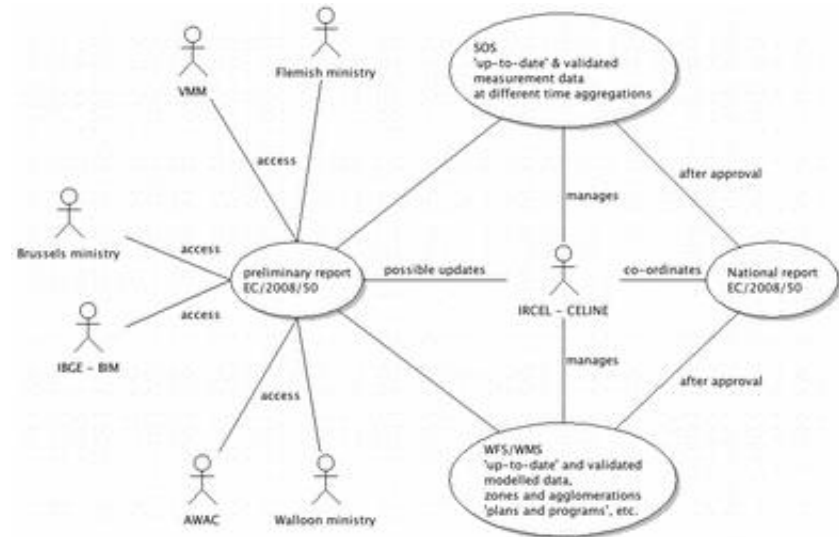 SOS
'up-to-date' & validated
measurement data
at different time aggregations
Flemish ministry
VMM
access
after approval
manages
Brussels ministry
access
preliminary report
EC/2008/50
possible updates
co-ordinates
National report
EC/2008/50
access
IRCEL - CELINE
IBGE - BIM
manages
after approval
access
WFS/WMS
'up-to-date' and validated
modelled data,
zones and agglomerations
'plans and programs', etc.
AWAC
Walloon ministry